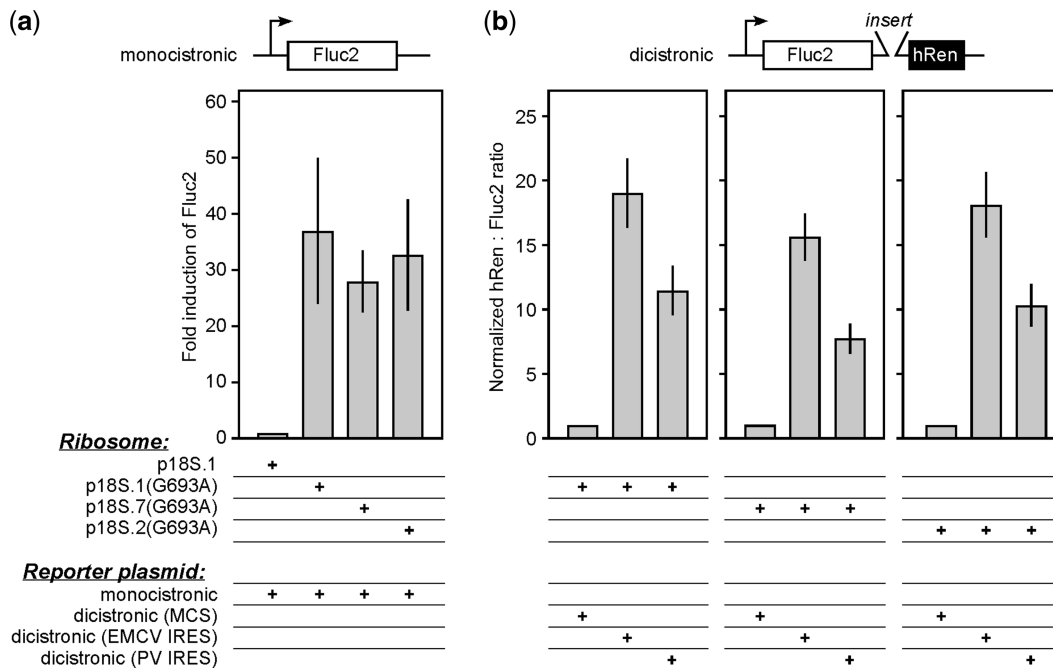 (a)
monocistronic
Fluc2
Fold induction of Fluc2
60
50
40
30
20
10
0
(b)
insert
dicistronic
Fluc2
hRen
Normalized hRen : Fluc2 ratio
25
20
15
10
5
0
Ribosome:
p18S.1
+
p18S.1(G693A)
+ + + +
p18S.7(G693A)
+ + + +
p18S.2(G693A)
+ + + +
Reporter plasmid:
monocistronic
+ + + +
dicistronic (MCS)
+ + +
dicistronic (EMCV IRES)
+ + +
dicistronic (PV IRES)
+ + +